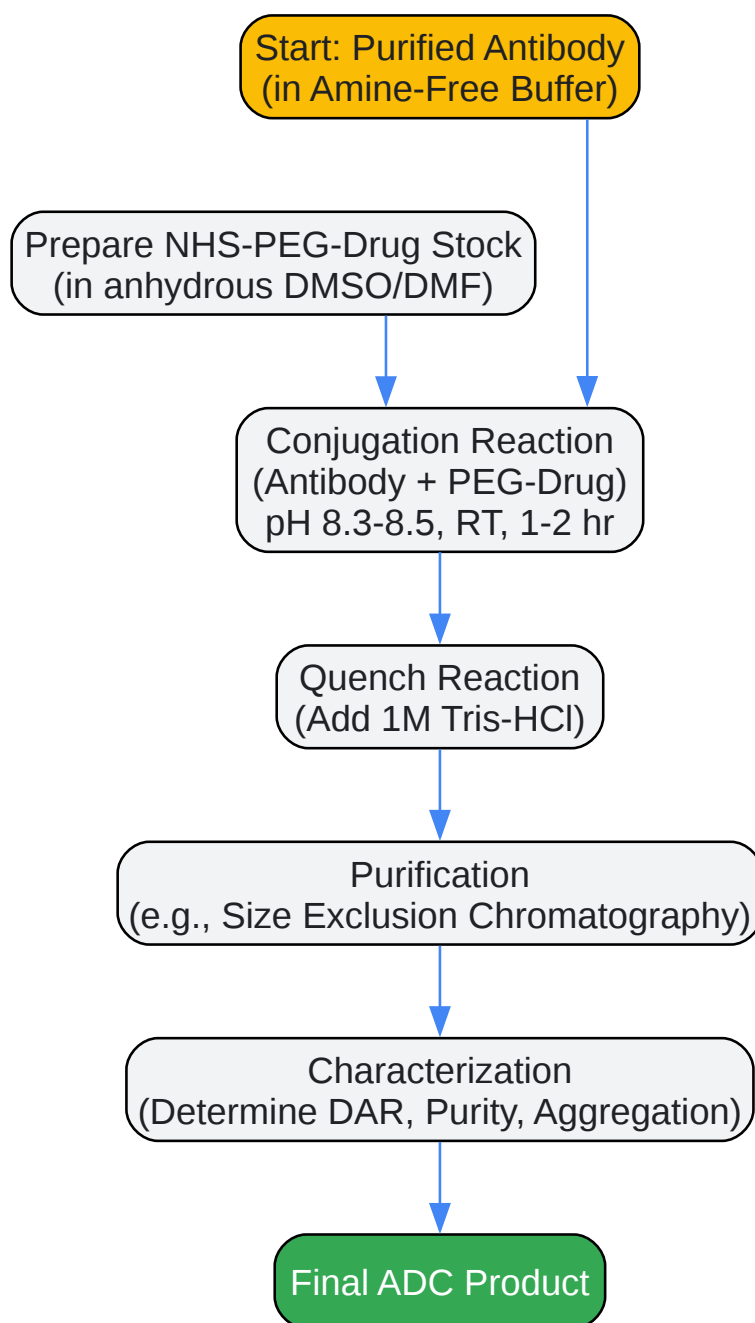 Start: Purified Antibody
(in Amine-Free Buffer)
Prepare NHS-PEG-Drug Stock
(in anhydrous DMSO/DMF)
Conjugation Reaction
(Antibody + PEG-Drug)
pH 8.3-8.5, RT, 1-2 hr
Quench Reaction
(Add 1M Tris-HCl)
Purification
(e.g., Size Exclusion Chromatography)
Characterization
(Determine DAR, Purity, Aggregation)
Final ADC Product